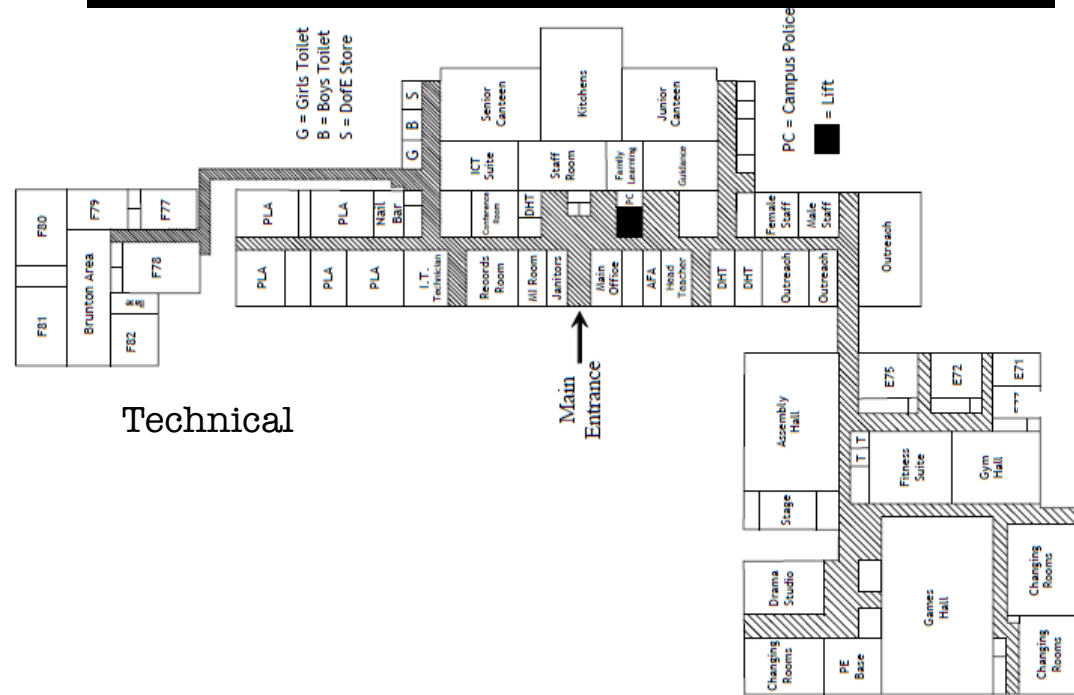 G = Girls Toilet
B = Boys Toilet
S = DofE Store
PC = Campus Police
= Lift
F80
F79
F77
F81
Brunton Area
F78
F82
G
B
S
Senior
Canteen
Kitchens
Junior
Canteen
ICT
Suite
Staff
Room
Family
Learning
Guidance
PLA
PLA
Nail
Bar
Conference
Room
DHT
PC
Female
Staff
Male
Staff
PLA
PLA
PLA
I.T.
Technician
Records
Room
MI Room
Janitors
Main
Office
AFA
Head
Teacher
DHT
DHT
Outreach
Outreach
Outreach
Main
Entrance
Technical
Assembly
Hall
Stage
E75
E72
E71
T
T
Fitness
Suite
Gym
Hall
Drama
Studio
Games
Hall
Changing
Rooms
PE
Base
Changing
Rooms
Changing
Rooms